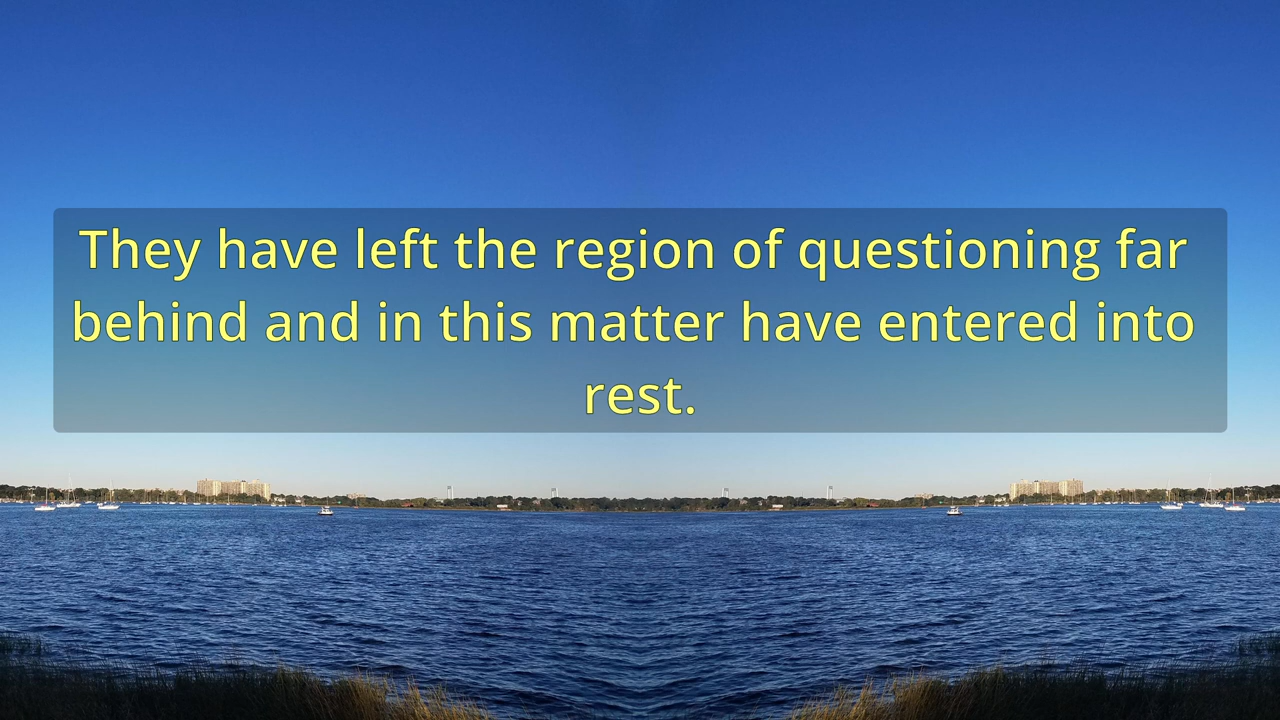 They have left the region of questioning far
behind and in this matter have entered into
rest.